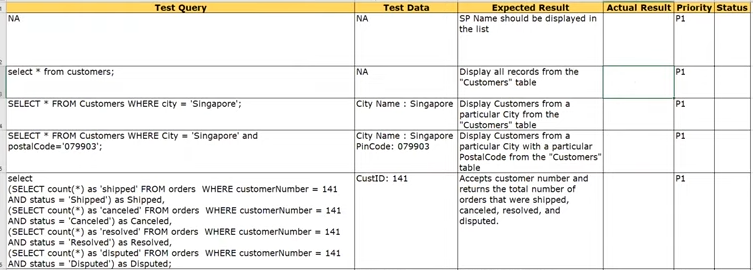 Test Query Test Data Expected Result Actual Result Priority Status
NA NA SP Name should be displayed in P1
the list
select * from customers; NA Display all records from the P1
"Customers" table
SELECT * FROM Customers WHERE city = 'Singapore'; City Name : Singapore Display Customers from a P1
particular City from the
"Customers" table
SELECT * FROM Customers WHERE City = 'Singapore' and City Name : Singapore Display Customers from a P1
postalCode='079903'; PinCode: 079903 particular City with a particular
PostalCode from the "Customers"
table
select CustID: 141 Accepts customer number and P1
(SELECT count(*) as 'shipped' FROM orders  WHERE customerNumber = 141 returns the total number of
AND status = 'Shipped') as Shipped, orders that were shipped,
(SELECT count(*) as 'canceled' FROM orders  WHERE customerNumber = 141 canceled, resolved, and
AND status = 'Canceled') as Canceled, disputed.
(SELECT count(*) as 'resolved' FROM orders  WHERE customerNumber = 141
AND status = 'Resolved') as Resolved,
(SELECT count(*) as 'disputed' FROM orders  WHERE customerNumber = 141
AND status = 'Disputed') as Disputed;